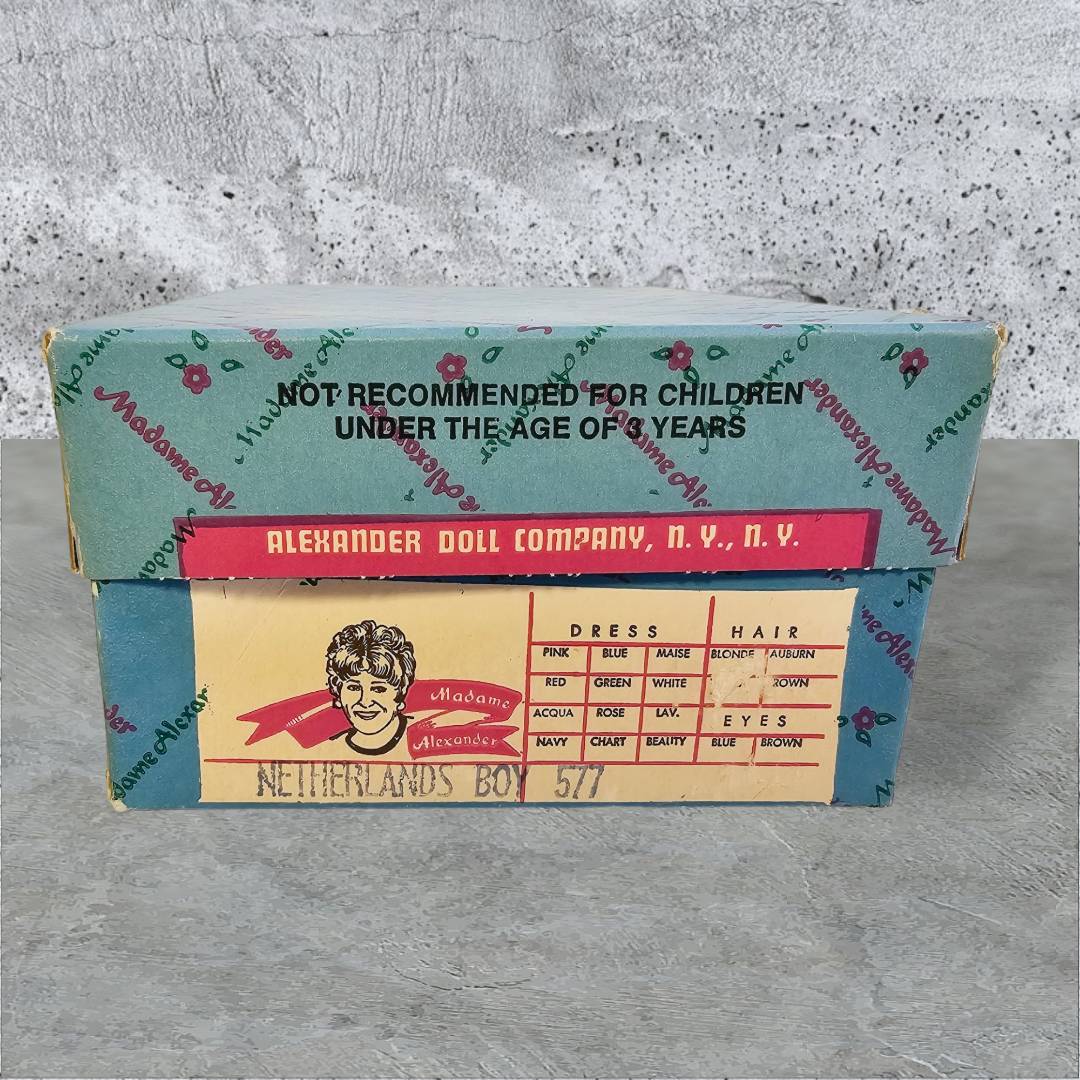 NOT RECOMMENDED FOR CHILDREN
UNDER THE AGE OF 3 YEARS
Madame Alexander
ALEXANDER DOLL COMPANY, N.Y., N.Y.
Madame
Alexander
DRESS HAIR
PINK BLUE MAISE BLONDE AUBURN
RED GREEN WHITE ROWN
ACQUA ROSE LAV. EYES
NAVY CHART BEAUTY BLUE BROWN
NETHERLANDS BOY 577